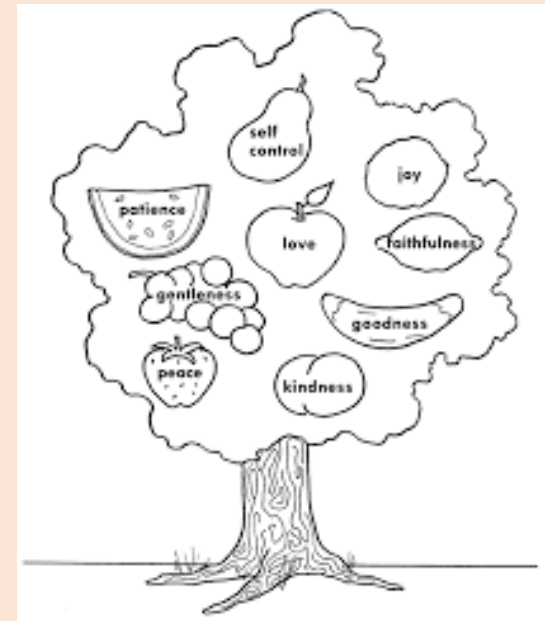 self
control
joy
patience
love
faithfulness
gentleness
goodness
peace
kindness